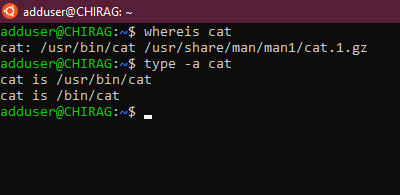 adduser@CHIRAG: ~
adduser@CHIRAG:~$ whereis cat
cat: /usr/bin/cat /usr/share/man/man1/cat.1.gz
adduser@CHIRAG:~$ type -a cat
cat is /usr/bin/cat
cat is /bin/cat
adduser@CHIRAG:~$